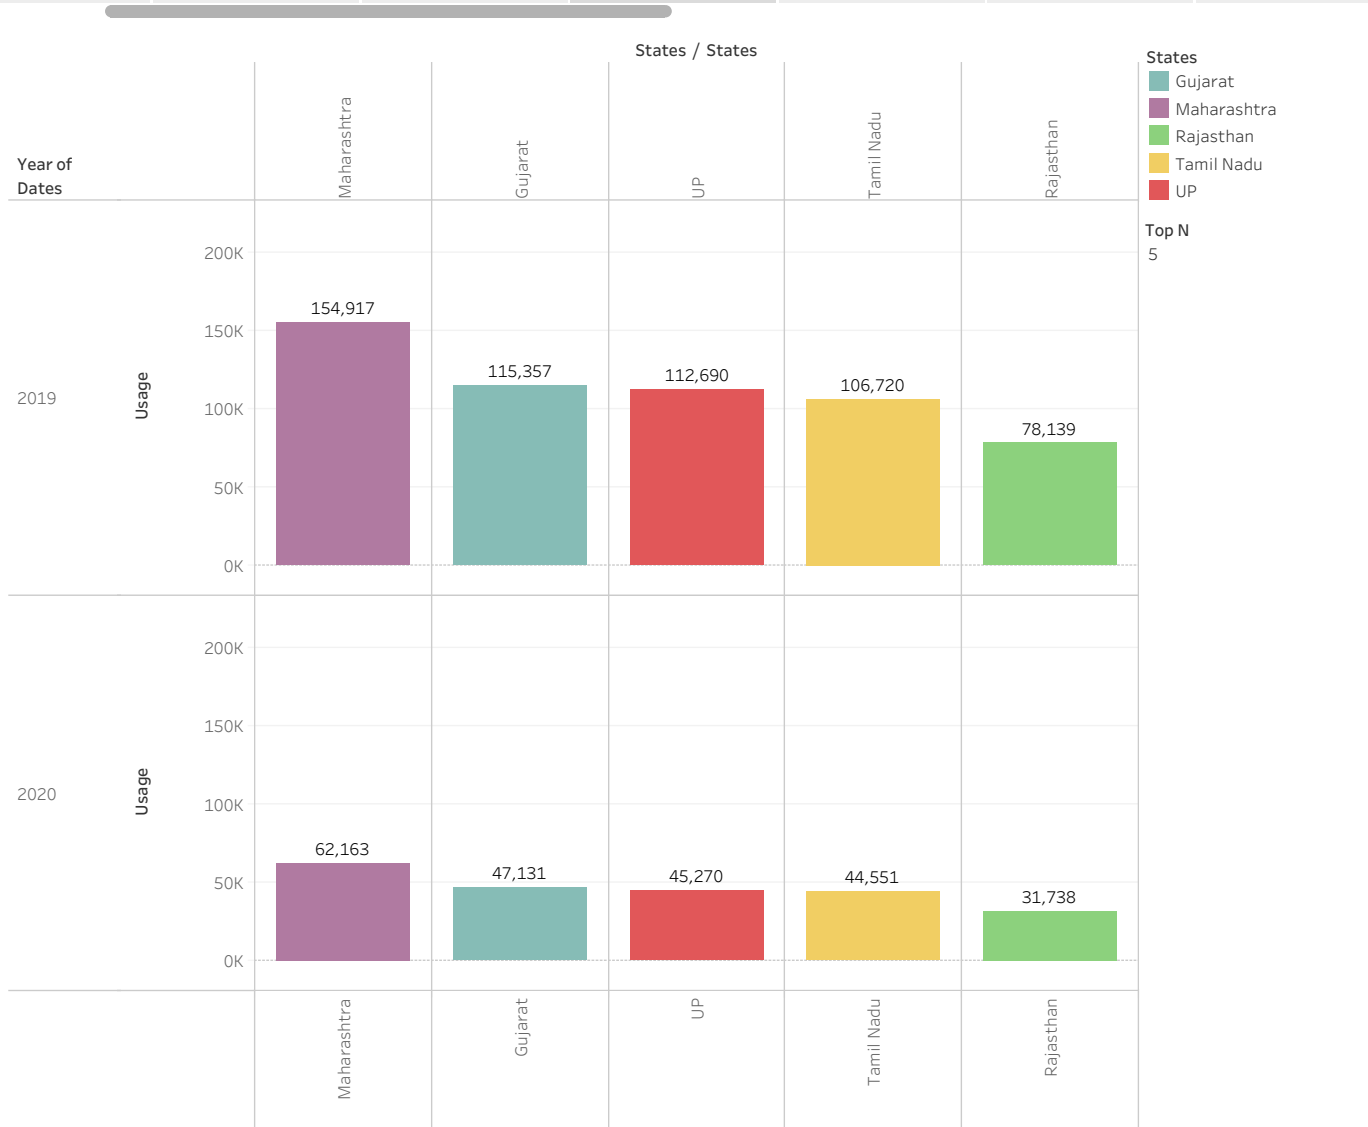 States / States
Year of
Dates
Maharashtra
Gujarat
UP
Tamil Nadu
Rajasthan
2019
Usage
200K
150K
100K
50K
0K
154,917
115,357
112,690
106,720
78,139
2020
Usage
200K
150K
100K
50K
0K
62,163
47,131
45,270
44,551
31,738
Maharashtra
Gujarat
UP
Tamil Nadu
Rajasthan
States
Gujarat
Maharashtra
Rajasthan
Tamil Nadu
UP
Top N
5